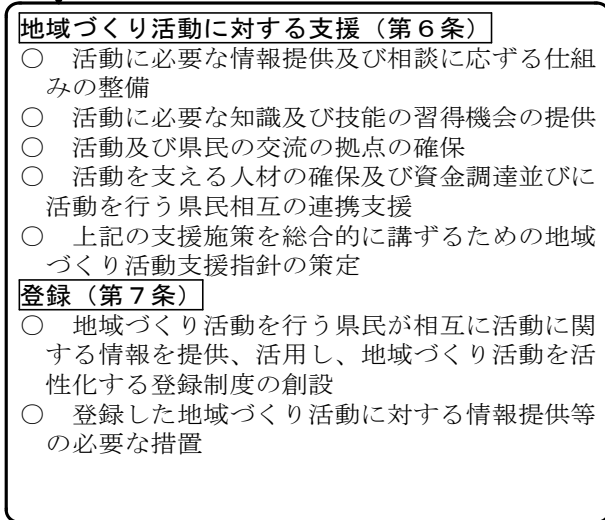 地域づくり活動に対する支援（第６条）
○　活動に必要な情報提供及び相談に応ずる仕組
みの整備
○　活動に必要な知識及び技能の習得機会の提供
○　活動及び県民の交流の拠点の確保
○　活動を支える人材の確保及び資金調達並びに
活動を行う県民相互の連携支援
○　上記の支援施策を総合的に講ずるための地域
づくり活動支援指針の策定
登録（第７条）
○　地域づくり活動を行う県民が相互に活動に関
する情報を提供、活用し、地域づくり活動を活
性化する登録制度の創設
○　登録した地域づくり活動に対する情報提供等
の必要な措置